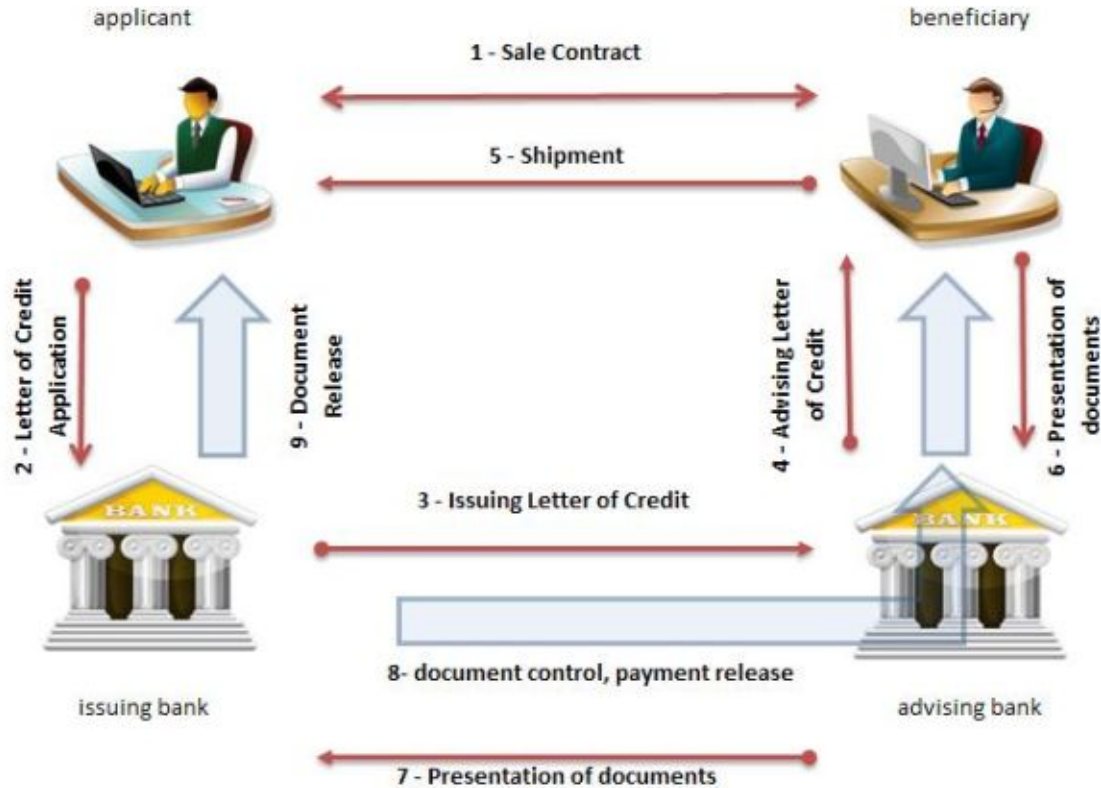 applicant
beneficiary
1 - Sale Contract
5 - Shipment
2 - Letter of Credit
Application
9 - Document
Release
4 - Advising Letter
of Credit
6 - Presentation of
documents
3 - Issuing Letter of Credit
BANK
BANK
8- document control, payment release
issuing bank
advising bank
7 - Presentation of documents